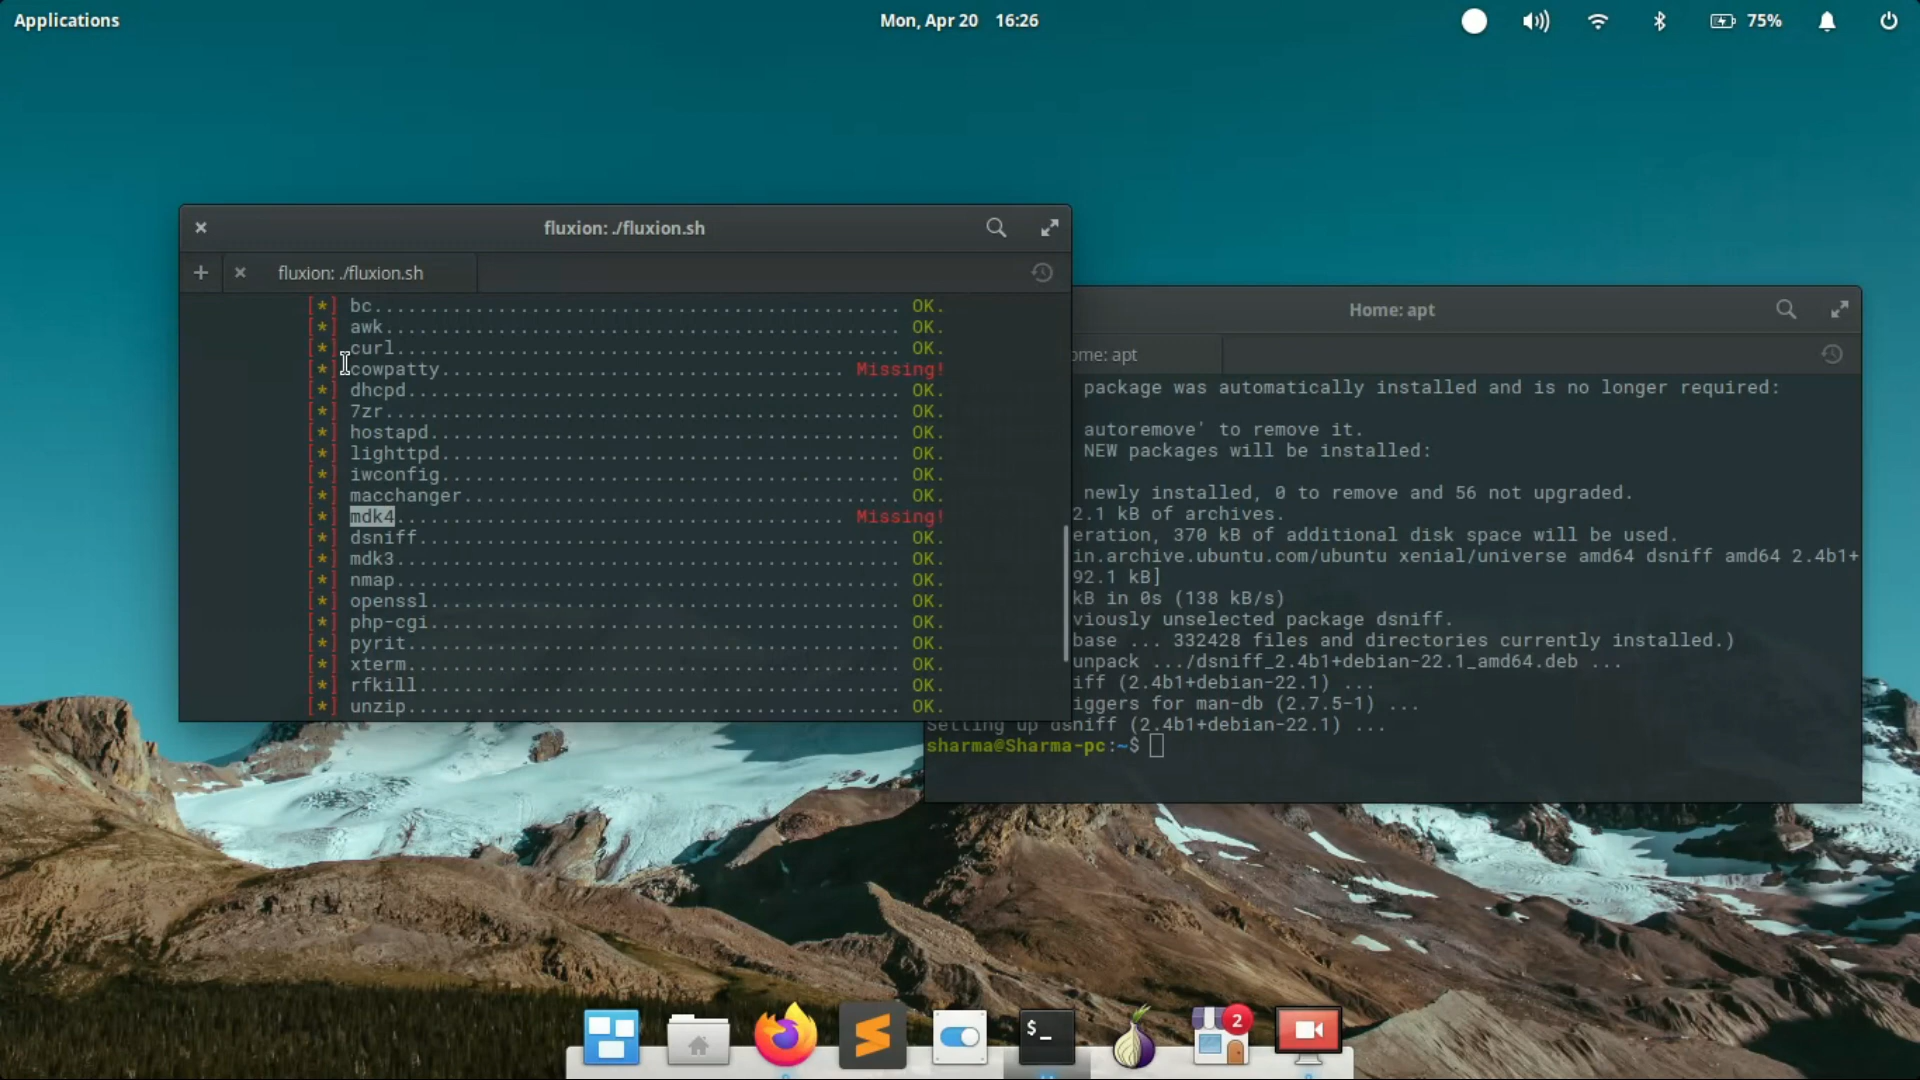 Applications
Mon, Apr 20 16:26
75%
fluxion: ./fluxion.sh
fluxion: ./fluxion.sh
[*] bc............................................... OK.
[*] awk.............................................. OK.
[*] curl............................................. OK.
[*] cowpatty.................................... Missing!
[*] dhcpd............................................ OK.
[*] 7zr.............................................. OK.
[*] hostapd.......................................... OK.
[*] lighttpd......................................... OK.
[*] iwconfig......................................... OK.
[*] macchanger....................................... OK.
[*] mdk4........................................ Missing!
[*] dsniff........................................... OK.
[*] mdk3............................................. OK.
[*] nmap............................................. OK.
[*] openssl.......................................... OK.
[*] php-cgi.......................................... OK.
[*] pyrit............................................ OK.
[*] xterm............................................ OK.
[*] rfkill........................................... OK.
[*] unzip............................................ OK.
Home: apt
ome: apt
package was automatically installed and is no longer required:
autoremove' to remove it.
NEW packages will be installed:
newly installed, 0 to remove and 56 not upgraded.
2.1 kB of archives.
eration, 370 kB of additional disk space will be used.
in.archive.ubuntu.com/ubuntu xenial/universe amd64 dsniff amd64 2.4b1+
92.1 kB]
kB in 0s (138 kB/s)
viously unselected package dsniff.
base ... 332428 files and directories currently installed.)
unpack .../dsniff_2.4b1+debian-22.1_amd64.deb ...
iff (2.4b1+debian-22.1) ...
iggers for man-db (2.7.5-1) ...
Setting up dsniff (2.4b1+debian-22.1) ...
sharma@Sharma-pc:~$
$_
2